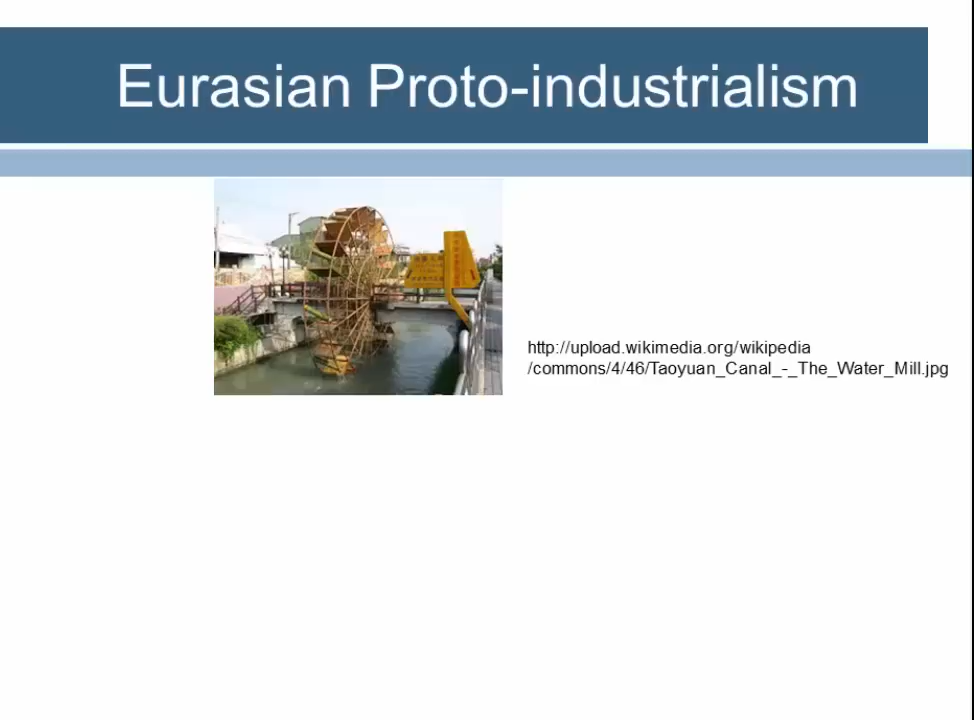 Eurasian Proto-industrialism
http://upload.wikimedia.org/wikipedia
/commons/4/46/Taoyuan_Canal_-_The_Water_Mill.jpg